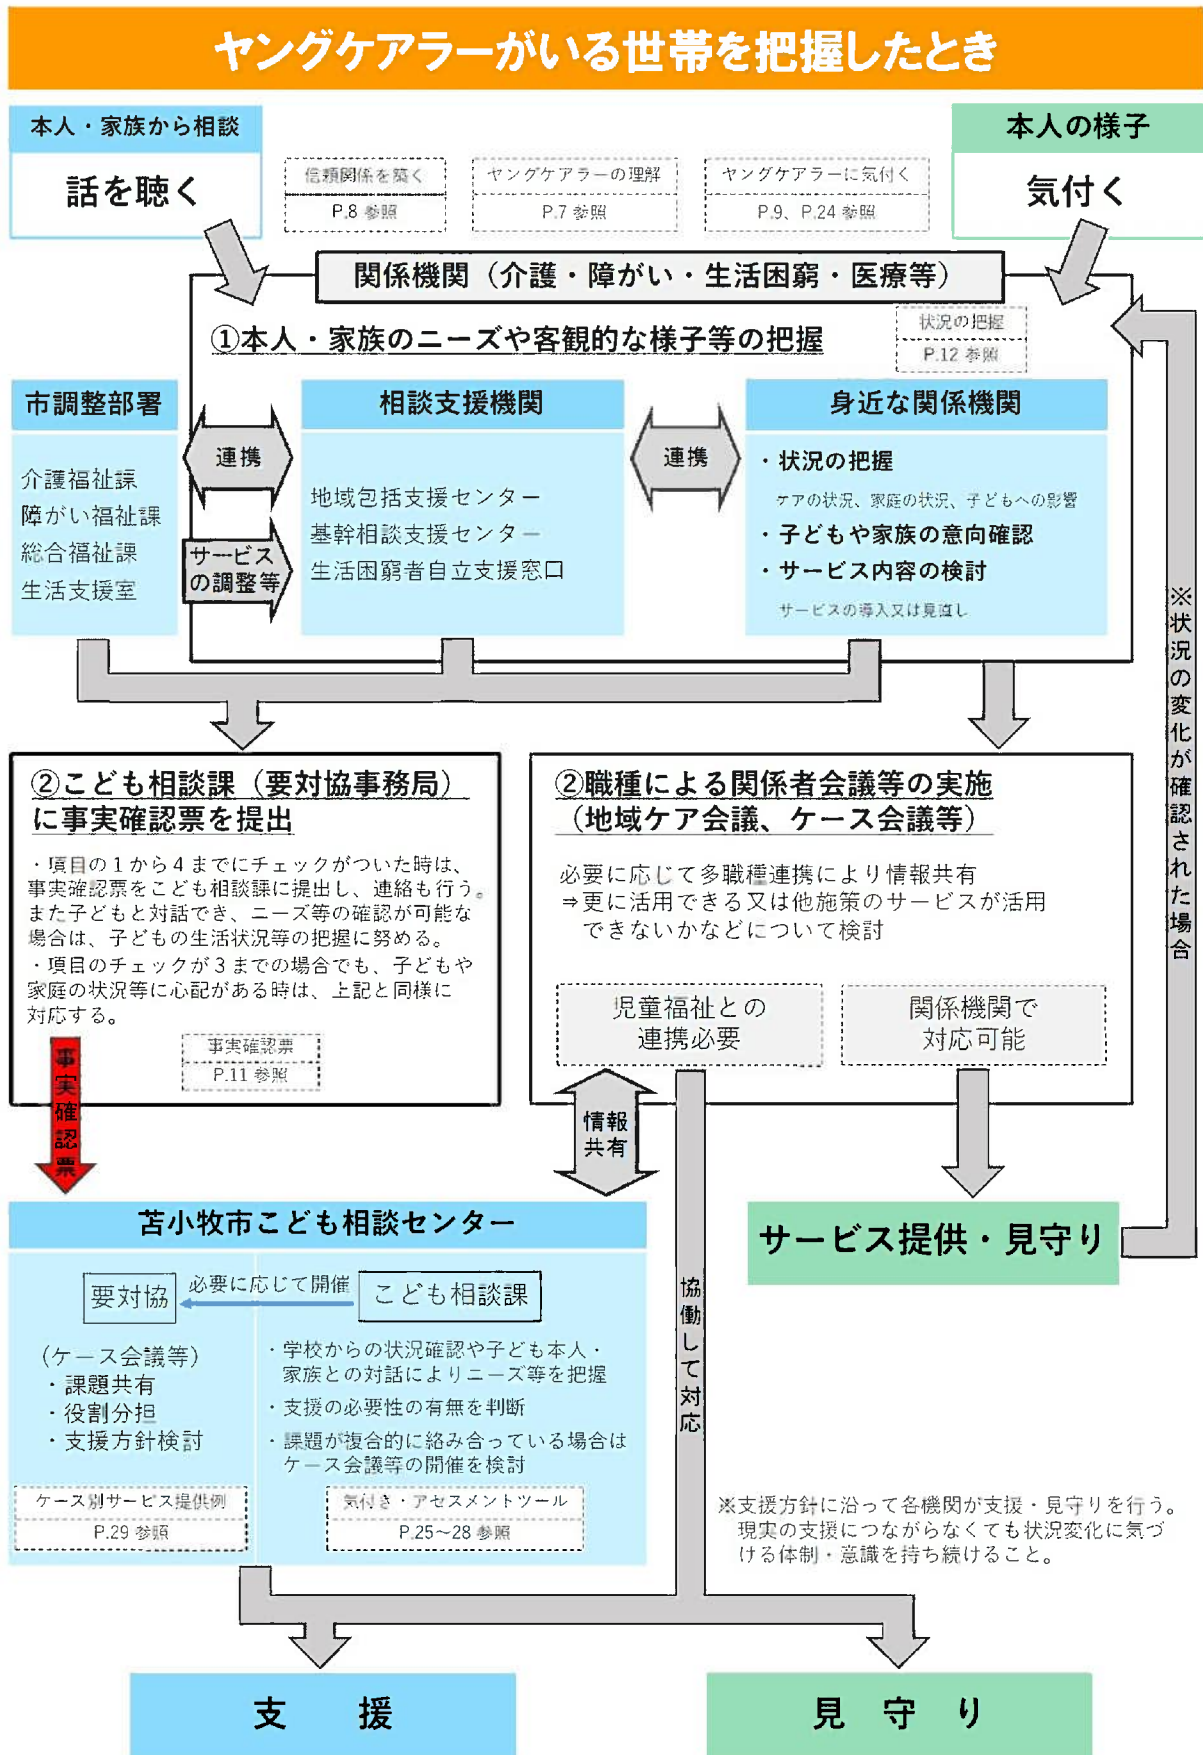 ヤングケアラーがいる世帯を把握したとき
本人・家族から相談
話を聴く
信頼関係を築く
P.8 参照
ヤングケアラーの理解
P.7 参照
ヤングケアラーに気付く
P.9、P.24 参照
本人の様子
気付く
関係機関（介護・障がい・生活困窮・医療等）
①本人・家族のニーズや客観的な様子等の把握
状況の把握
P.12 参照
市調整部署
介護福祉課
障がい福祉課
総合福祉課
生活支援室
連携
サービス
の調整等
相談支援機関
地域包括支援センター
基幹相談支援センター
生活困窮者自立支援窓口
連携
身近な関係機関
・状況の把握
ケアの状況、家庭の状況、子どもへの影響
・子どもや家族の意向確認
・サービス内容の検討
サービスの導入又は見直し
※状況の変化が確認された場合
②こども相談課（要対協事務局）
に事実確認票を提出
・項目の１から４までにチェックがついた時は、
事実確認票をこども相談課に提出し、連絡も行う。
また子どもと対話でき、ニーズ等の確認が可能な
場合は、子どもの生活状況等の把握に努める。
・項目のチェックが３までの場合でも、子どもや
家庭の状況等に心配がある時は、上記と同様に
対応する。
事実確認票
P.11 参照
事実確認票
②職種による関係者会議等の実施
（地域ケア会議、ケース会議等）
必要に応じて多職種連携により情報共有
⇒更に活用できる又は他施策のサービスが活用
できないかなどについて検討
児童福祉との
連携必要
関係機関で
対応可能
情報
共有
協働して対応
サービス提供・見守り
苫小牧市こども相談センター
要対協
必要に応じて開催
こども相談課
（ケース会議等）
・課題共有
・役割分担
・支援方針検討
・学校からの状況確認や子ども本人・
家族との対話によりニーズ等を把握
・支援の必要性の有無を判断
・課題が複合的に絡み合っている場合は
ケース会議等の開催を検討
ケース別サービス提供例
P.29 参照
気付き・アセスメントツール
P.25～28 参照
※支援方針に沿って各機関が支援・見守りを行う。
現実の支援につながらなくても状況変化に気づ
ける体制・意識を持ち続けること。
支　援
見　守　り